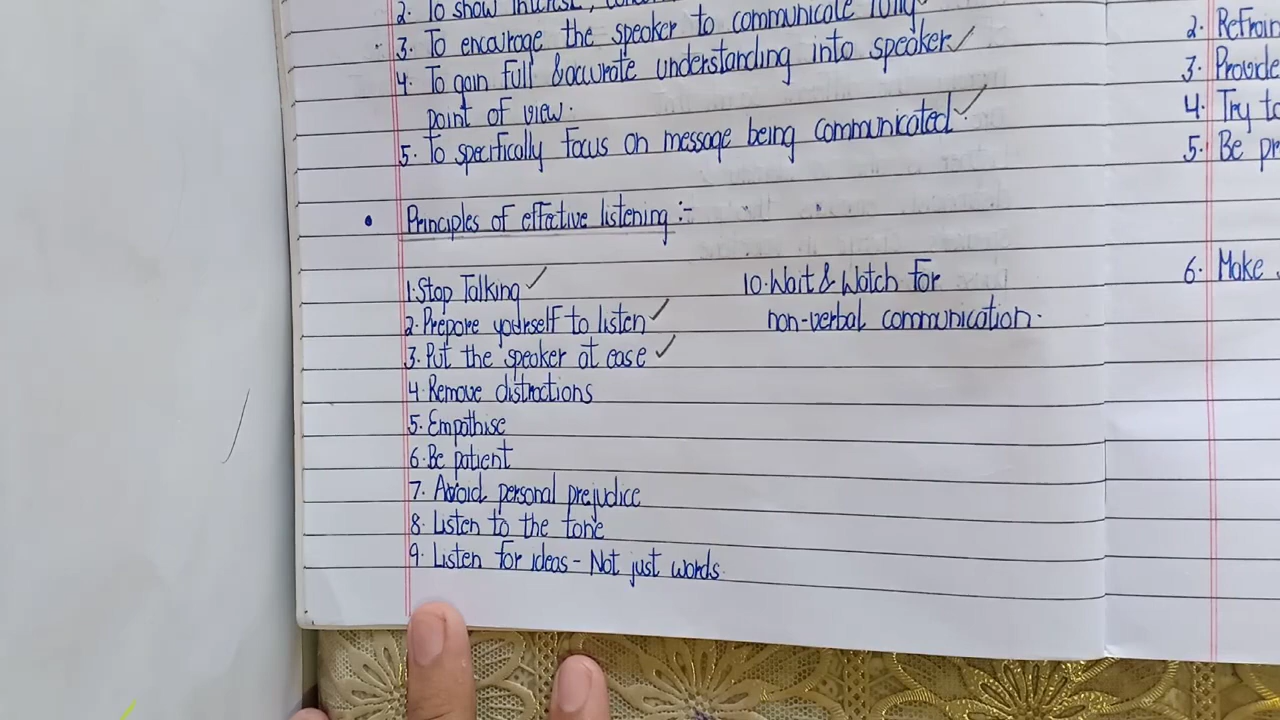 2. To show
3. To encourage the speaker to communicate fully
4. To gain full & accurate understanding into speaker
point of view.
5. To specifically focus on message being communicated.
• Principles of effective listening :-
1. Stop Talking
2. Prepare yourself to listen
3. Put the speaker at ease
4. Remove distractions
5. Empathise
6. Be patient
7. Avoid personal prejudice
8. Listen to the tone
9. Listen for ideas - Not just words.
10. Wait & Watch for
non-verbal communication.
2. Refrain
3. Provide
4. Try to
5. Be pr
6. Make